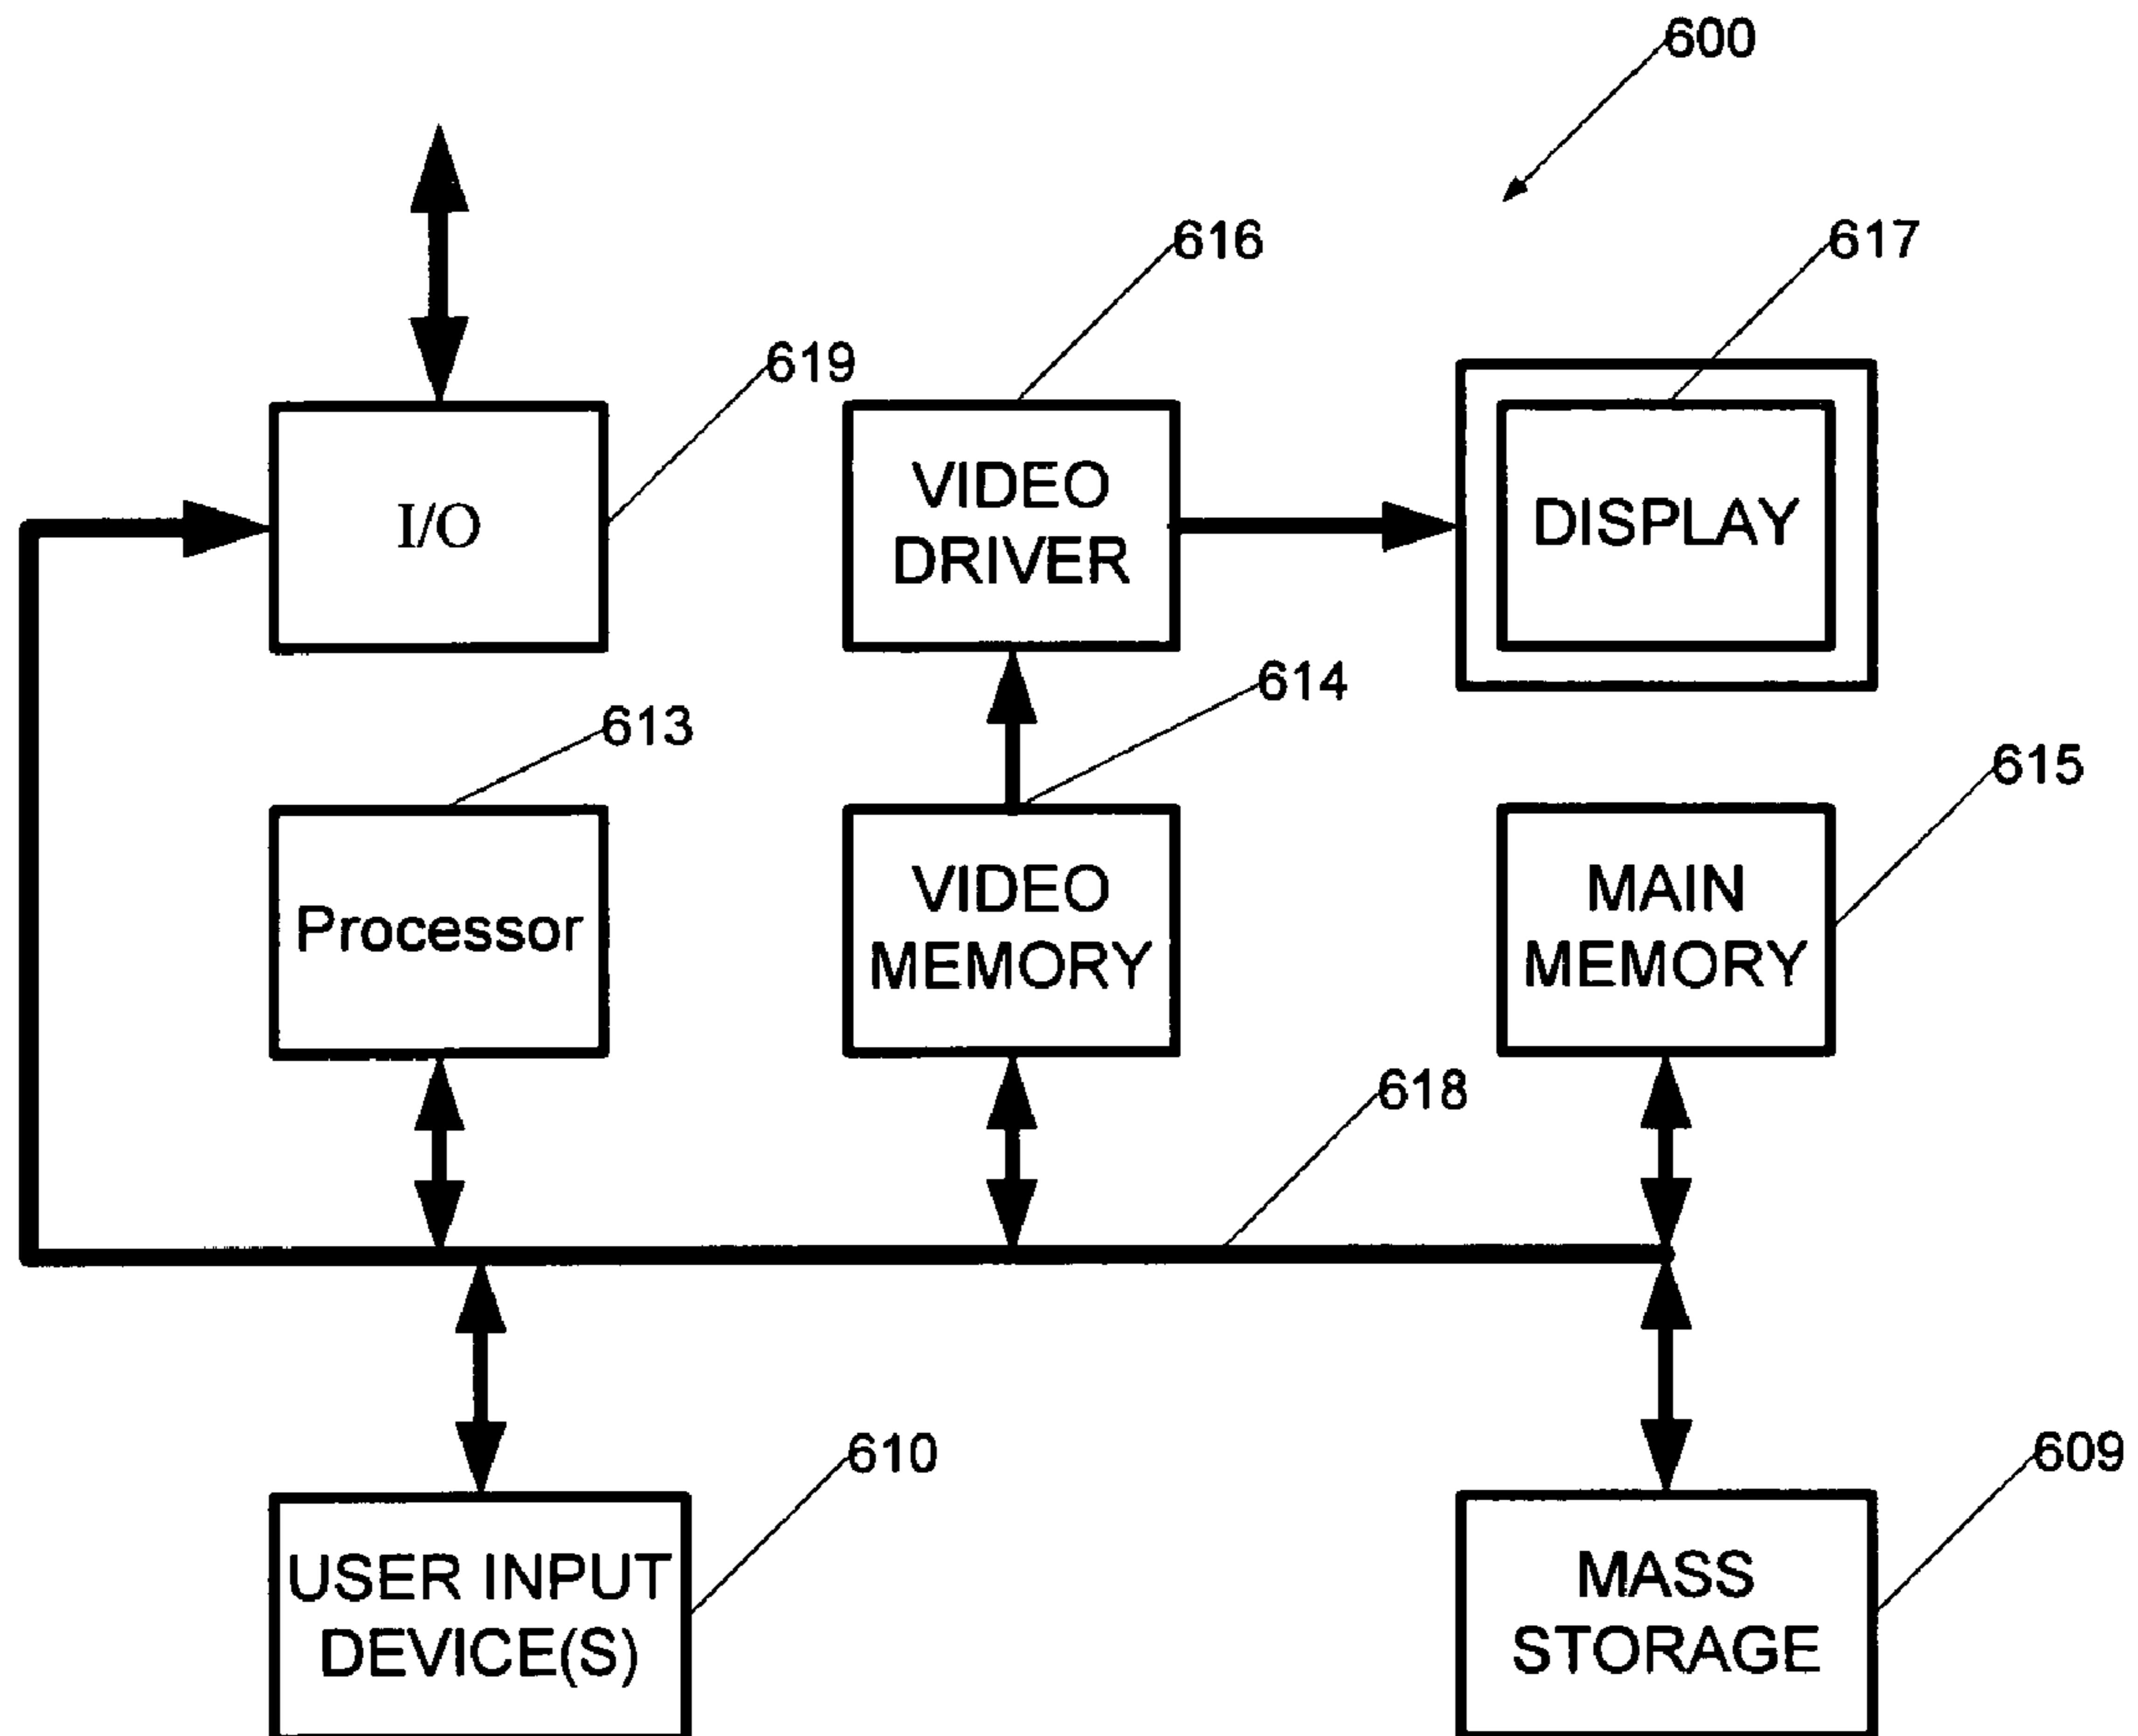 600
616
617
619
I/O
VIDEO
DRIVER
DISPLAY
614
613
615
Processor
VIDEO
MEMORY
MAIN
MEMORY
618
610
609
USER INPUT
DEVICE(S)
MASS
STORAGE